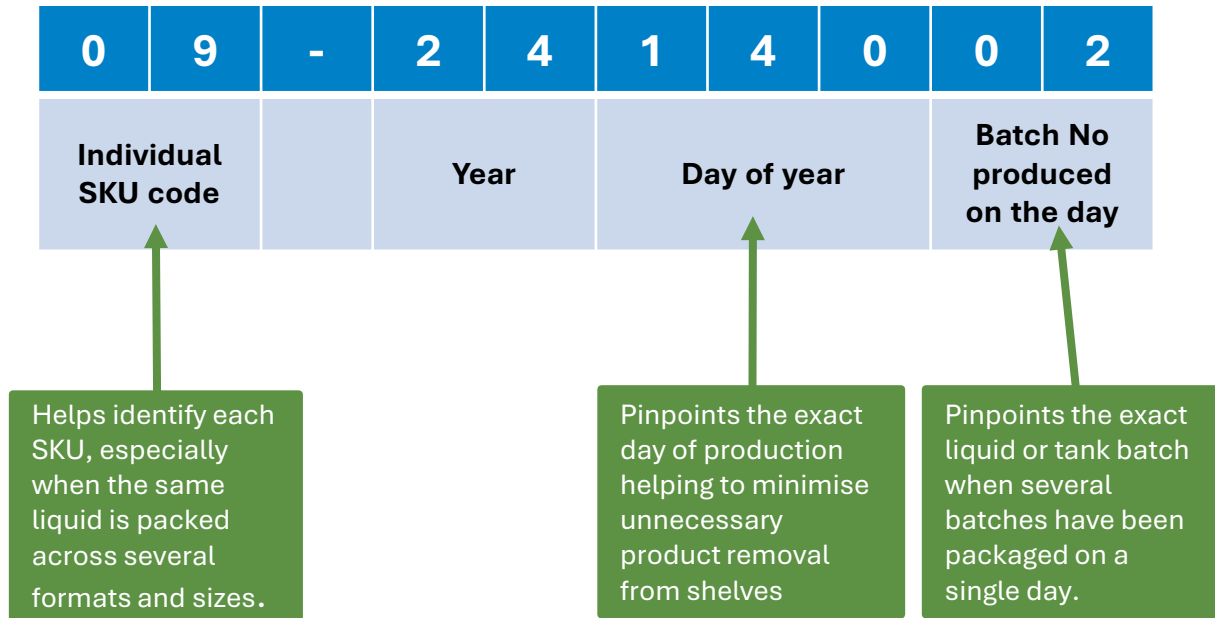 0 9 - 2 4 1 4 0 0 2
Individual
SKU code
Year
Day of year
Batch No
produced
on the day
Helps identify each
SKU, especially
when the same
liquid is packed
across several
formats and sizes.
Pinpoints the exact
day of production
helping to minimise
unnecessary
product removal
from shelves
Pinpoints the exact
liquid or tank batch
when several
batches have been
packaged on a
single day.